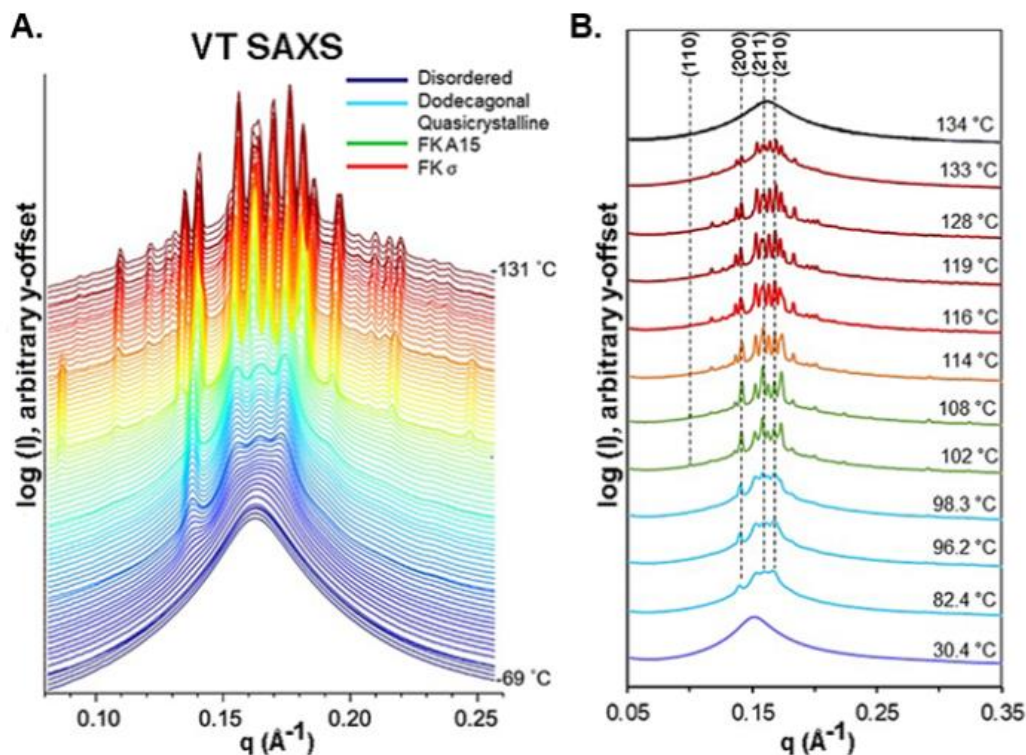 A.
VT SAXS
Disordered
Dodecagonal
Quasicrystalline
FK A15
FK σ
-131 °C
-69 °C
log (I), arbitrary y-offset
0.10
0.15
0.20
0.25
q (Å⁻¹)
B.
(110)
(200)
(211)
(210)
134 °C
133 °C
128 °C
119 °C
116 °C
114 °C
108 °C
102 °C
98.3 °C
96.2 °C
82.4 °C
30.4 °C
log (I), arbitrary y-offset
0.05
0.15
0.25
0.35
q (Å⁻¹)